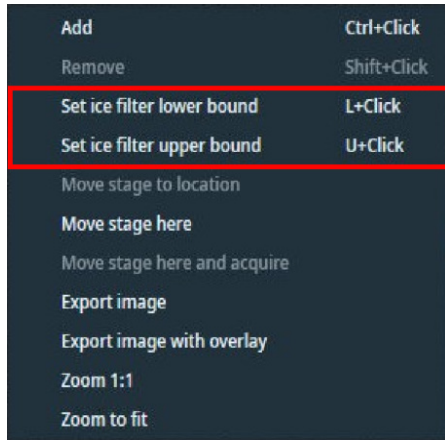 Add Ctrl+Click
Remove Shift+Click
Set ice filter lower bound L+Click
Set ice filter upper bound U+Click
Move stage to location
Move stage here
Move stage here and acquire
Export image
Export image with overlay
Zoom 1:1
Zoom to fit